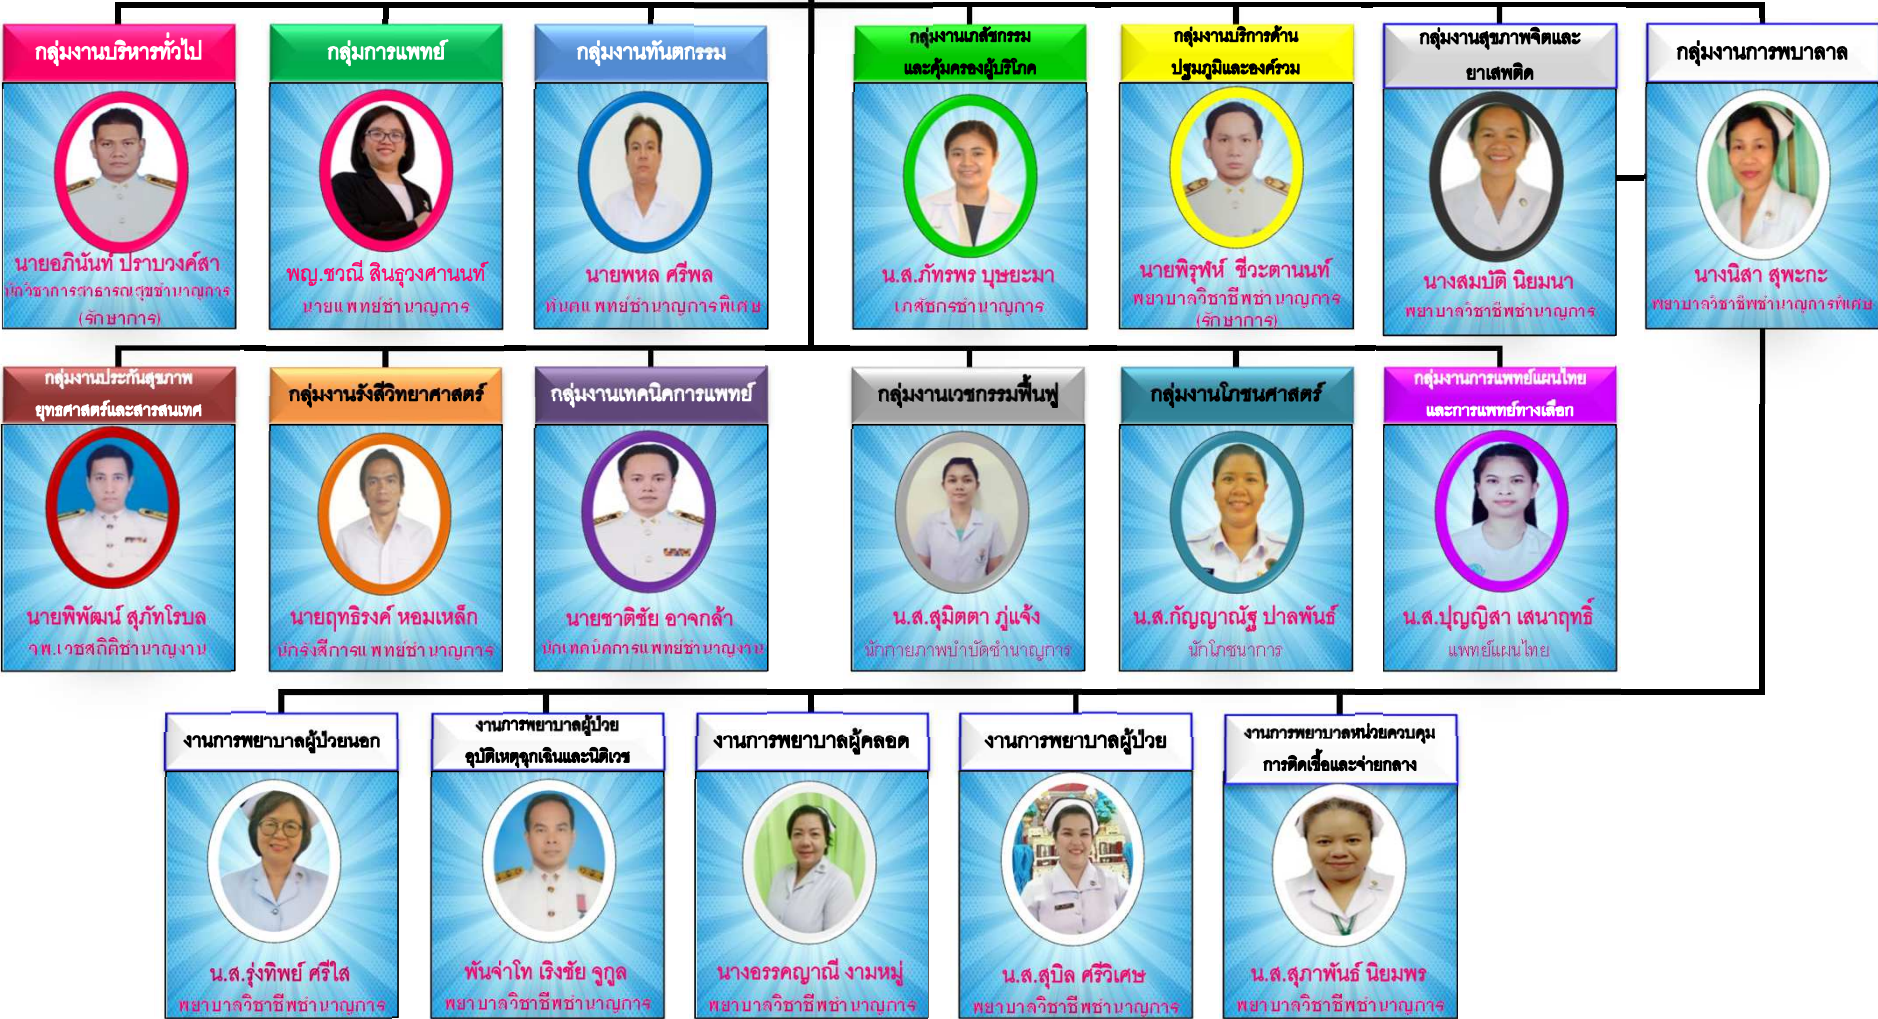 กลุ่มงานบริหารทั่วไป
นายอภินันท์ ปราบวงศ์สา
นักวิชาการสาธารณสุขชำนาญการ
(รักษาการ)
กลุ่มการแพทย์
พญ.ชวณี สินธุวงศานนท์
นายแพทย์ชำนาญการ
กลุ่มงานทันตกรรม
นายพหล ศรีพล
ทันตแพทย์ชำนาญการพิเศษ
กลุ่มงานเภสัชกรรม
และคุ้มครองผู้บริโภค
น.ส.ภัทรพร บุษยะมา
เภสัชกรชำนาญการ
กลุ่มงานบริการด้าน
ปฐมภูมิและองค์รวม
นายพิรุฬห์ ชีวะตานนท์
พยาบาลวิชาชีพชำนาญการ
(รักษาการ)
กลุ่มงานสุขภาพจิตและ
ยาเสพติด
นางสมบัติ นิยมนา
พยาบาลวิชาชีพชำนาญการ
กลุ่มงานการพบาลาล
นางนิสา สุพะกะ
พยาบาลวิชาชีพชำนาญการพิเศษ
กลุ่มงานประกันสุขภาพ
ยุทธศาสตร์และสารสนเทศ
นายพิพัฒน์ สุภัทโรบล
จพ.เวชสถิติชำนาญงาน
กลุ่มงานรังสีวิทยาศาสตร์
นายฤทธิรงค์ หอมเหล็ก
นักรังสีการแพทย์ชำนาญการ
กลุ่มงานเทคนิคการแพทย์
นายชาติชัย อาจกล้า
นักเทคนิคการแพทย์ชำนาญงาน
กลุ่มงานเวชกรรมฟื้นฟู
น.ส.สุมิตตา ภู่แจ้ง
นักกายภาพบำบัดชำนาญการ
กลุ่มงานโภชนศาสตร์
น.ส.กัญญาณัฐ ปาลพันธ์
นักโภชนาการ
กลุ่มงานการแพทย์แผนไทย
และการแพทย์ทางเลือก
น.ส.ปุญญิสา เสนาฤทธิ์
แพทย์แผนไทย
งานการพยาบาลผู้ป่วยนอก
น.ส.รุ่งทิพย์ ศรีใส
พยาบาลวิชาชีพชำนาญการ
งานการพยาบาลผู้ป่วย
อุบัติเหตุฉุกเฉินและนิติเวช
พันจ่าโท เริงชัย จูกูล
พยาบาลวิชาชีพชำนาญการ
งานการพยาบาลผู้คลอด
นางอรรคญาณี งามหมู่
พยาบาลวิชาชีพชำนาญการ
งานการพยาบาลผู้ป่วย
น.ส.สุบิล ศรีวิเศษ
พยาบาลวิชาชีพชำนาญการ
งานการพยาบาลหน่วยควบคุม
การติดเชื้อและจ่ายกลาง
น.ส.สุภาพันธ์ นิยมพร
พยาบาลวิชาชีพชำนาญการ